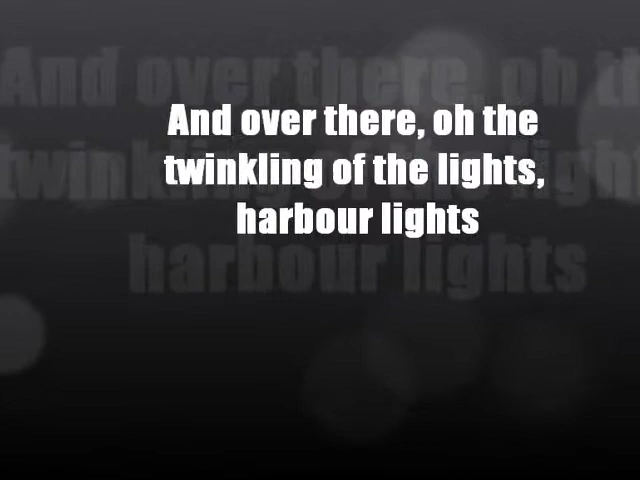 And over there, oh the
twinkling of the lights,
harbour lights